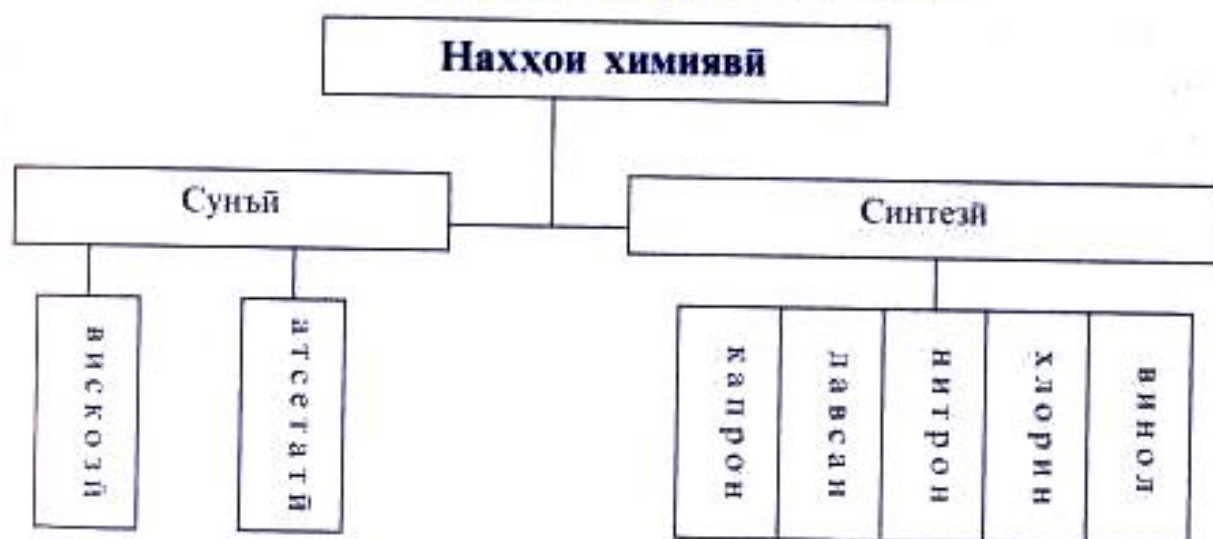 Наххои химиявӣ
Сунъӣ
Синтезӣ
вискозӣ
атсетатӣ
капрон
лавсан
нитрон
хлорин
винол